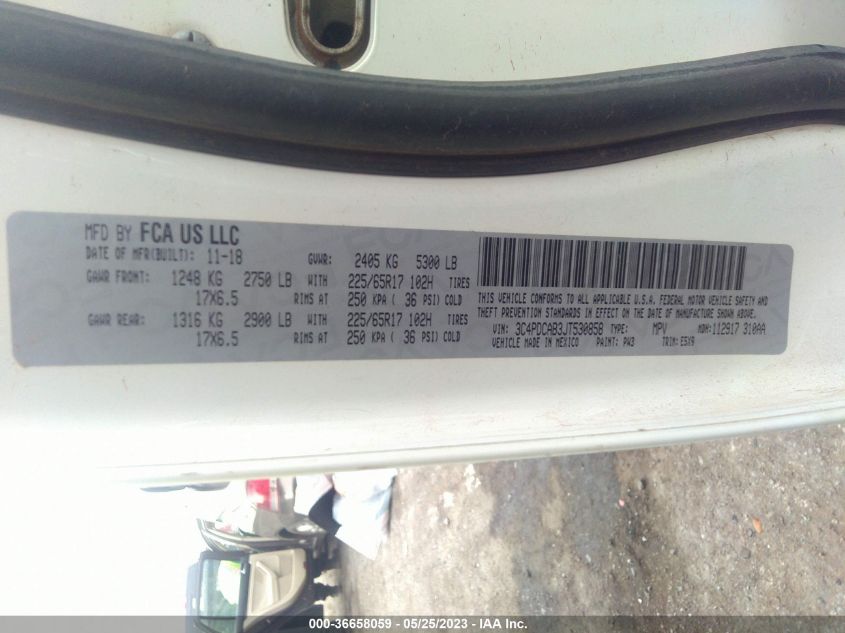 MFD BY FCA US LLC
DATE OF MFR(BUILT): 11-18 GVWR: 2405 KG 5300 LB
GAWR FRONT: 1248 KG 2750 LB WITH 225/65R17 102H TIRES
17X6.5 RIMS AT 250 KPA ( 36 PSI) COLD
GAWR REAR: 1316 KG 2900 LB WITH 225/65R17 102H TIRES
17X6.5 RIMS AT 250 KPA ( 36 PSI) COLD
THIS VEHICLE CONFORMS TO ALL APPLICABLE U.S.A. FEDERAL MOTOR VEHICLE SAFETY AND
THEFT PREVENTION STANDARDS IN EFFECT ON THE DATE OF MANUFACTURE SHOWN ABOVE.
VIN: 3C4PDCAB3JT530858 TYPE: MPV MDH: 112917 310AA
VEHICLE MADE IN MEXICO PAINT: PW3 TRIM: E5X9
000-36658059 - 05/25/2023 - IAA Inc.